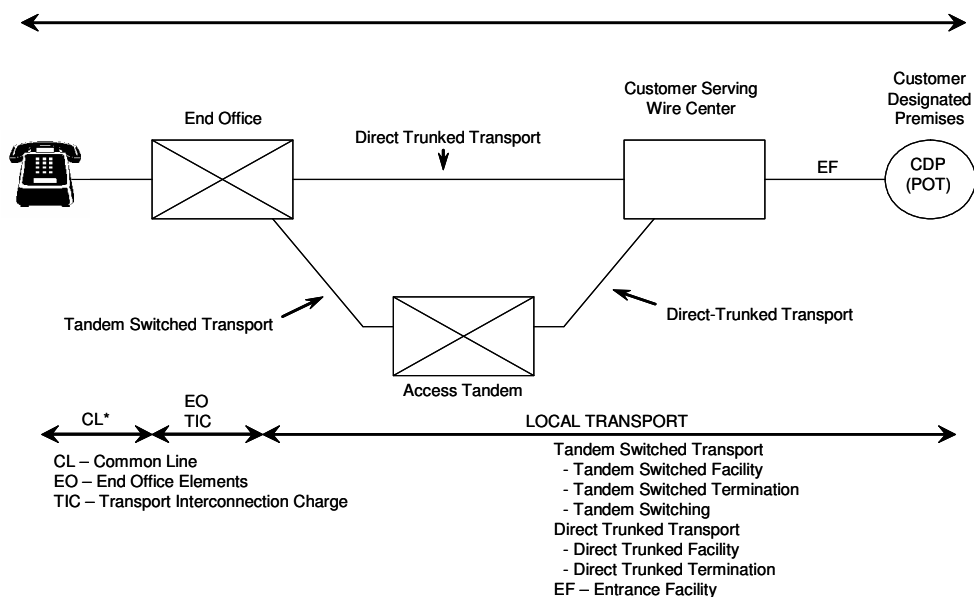 Customer Serving
Wire Center
Customer
Designated
Premises
End Office
Direct Trunked Transport
EF
CDP
(POT)
Tandem Switched Transport
Direct-Trunked Transport
Access Tandem
CL*
EO
TIC
LOCAL TRANSPORT
CL – Common Line
EO – End Office Elements
TIC – Transport Interconnection Charge
Tandem Switched Transport
- Tandem Switched Facility
- Tandem Switched Termination
- Tandem Switching
Direct Trunked Transport
- Direct Trunked Facility
- Direct Trunked Termination
EF – Entrance Facility